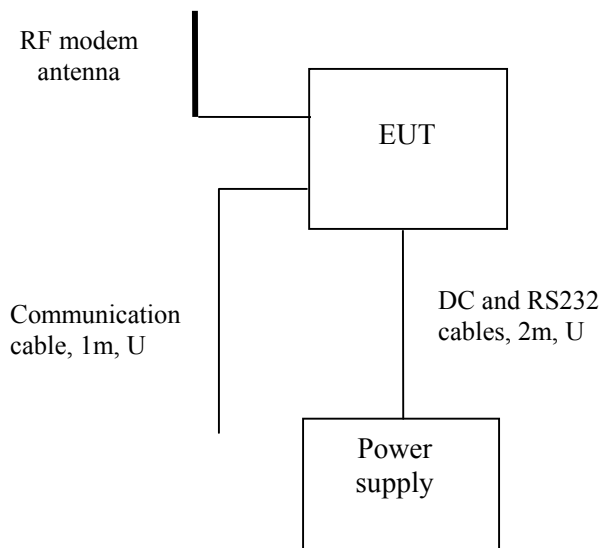 RF modem
antenna
EUT
Communication
cable, 1m, U
DC and RS232
cables, 2m, U
Power
supply